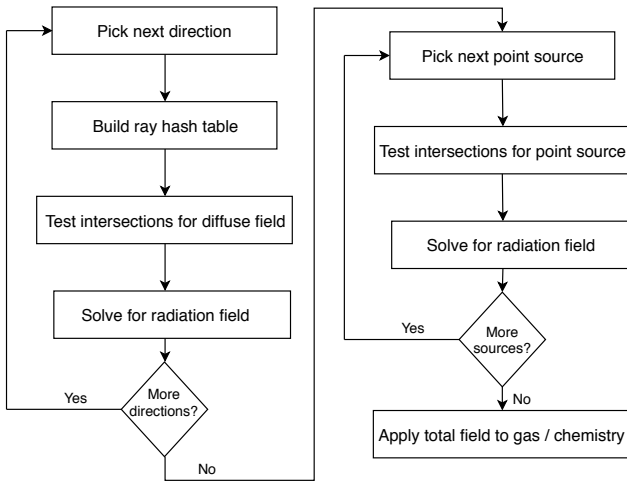 Pick next direction
Build ray hash table
Test intersections for diffuse field
Solve for radiation field
More
directions?
Yes
No
Pick next point source
Test intersections for point source
Solve for radiation field
More
sources?
Yes
No
Apply total field to gas / chemistry